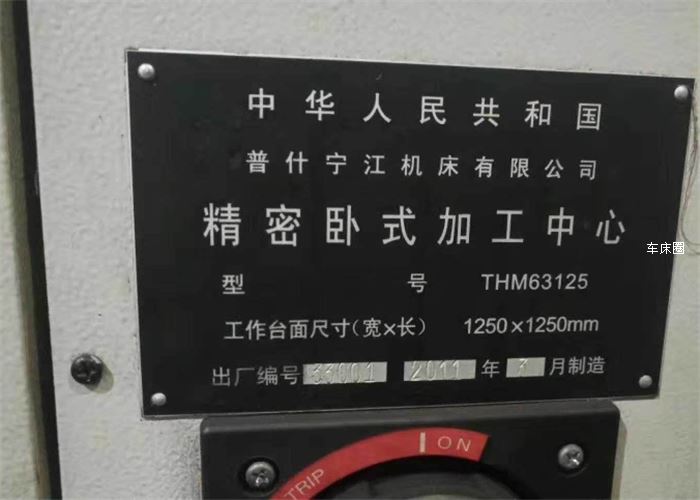 中华人民共和国
普什宁江机床有限公司
精密卧式加工中心
车床圈
型 号 THM63125
工作台面尺寸(宽×长) 1250×1250mm
出厂编号 33001 2011 年 3 月制造
TRIP ON